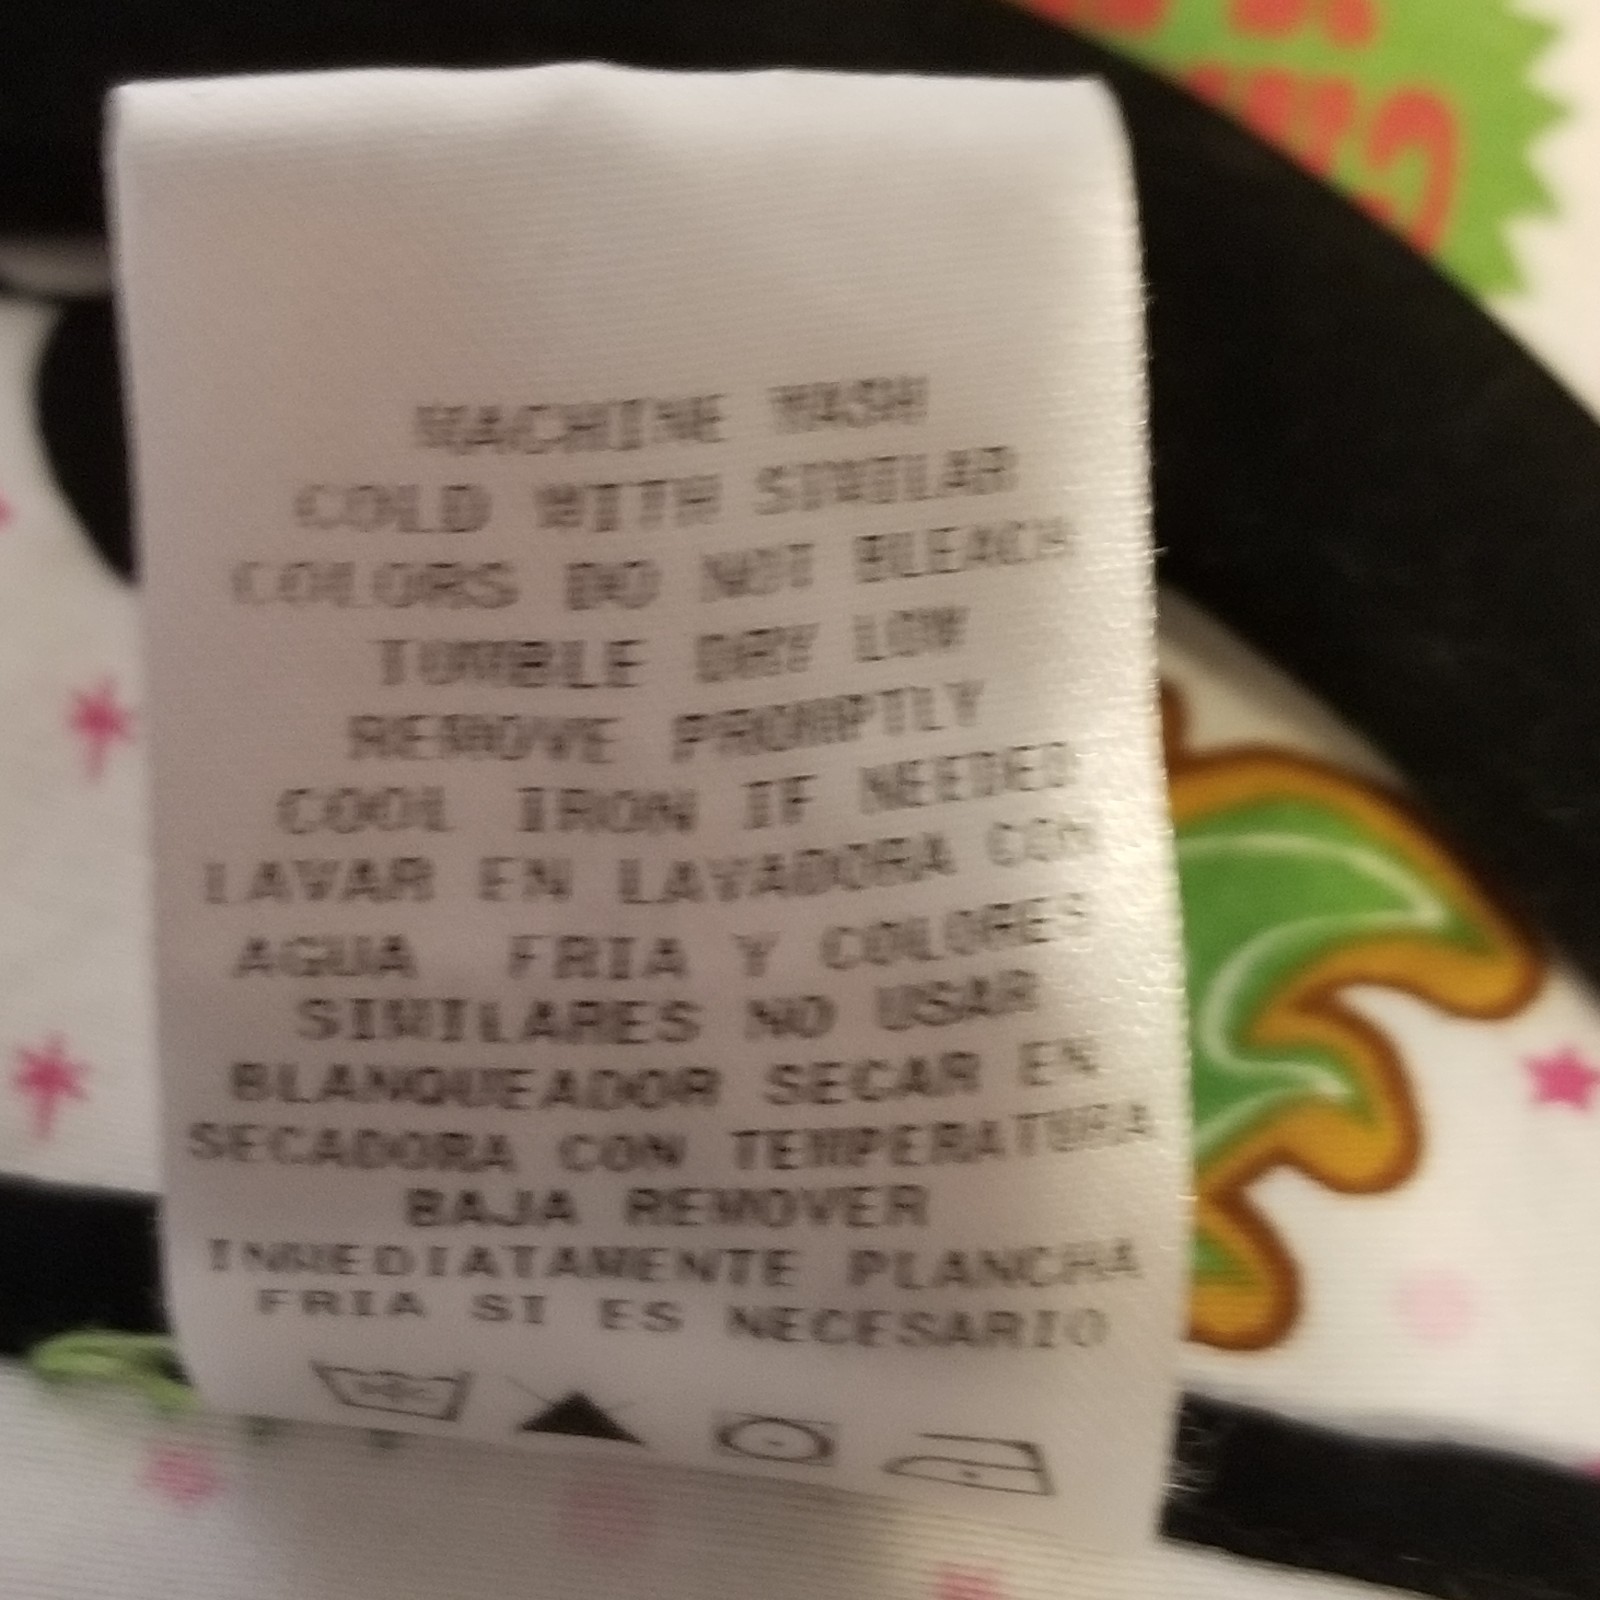 MACHINE WASH
COLD WITH SIMILAR
COLORS DO NOT BLEACH
TUMBLE DRY LOW
REMOVE PROMPTLY
COOL IRON IF NEEDED
LAVAR EN LAVADORA CON
AGUA FRIA Y COLORES
SIMILARES NO USAR
BLANQUEADOR SECAR EN
SECADORA CON TEMPERATURA
BAJA REMOVER
INMEDIATAMENTE PLANCHA
FRIA SI ES NECESARIO